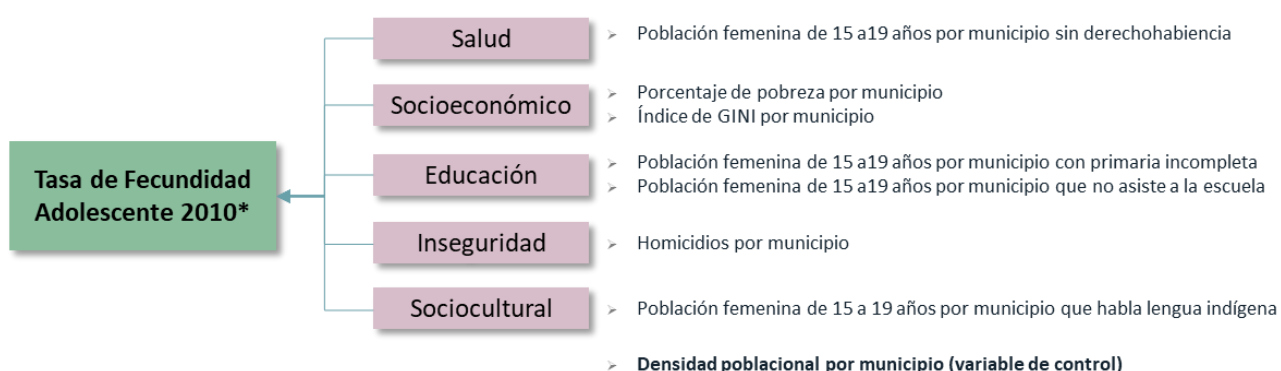 Salud
Población femenina de 15 a19 años por municipio sin derechohabiencia
Socioeconómico
Porcentaje de pobreza por municipio
Índice de GINI por municipio
Tasa de Fecundidad
Adolescente 2010*
Educación
Población femenina de 15 a19 años por municipio con primaria incompleta
Población femenina de 15 a19 años por municipio que no asiste a la escuela
Inseguridad
Homicidios por municipio
Sociocultural
Población femenina de 15 a 19 años por municipio que habla lengua indígena
Densidad poblacional por municipio (variable de control)